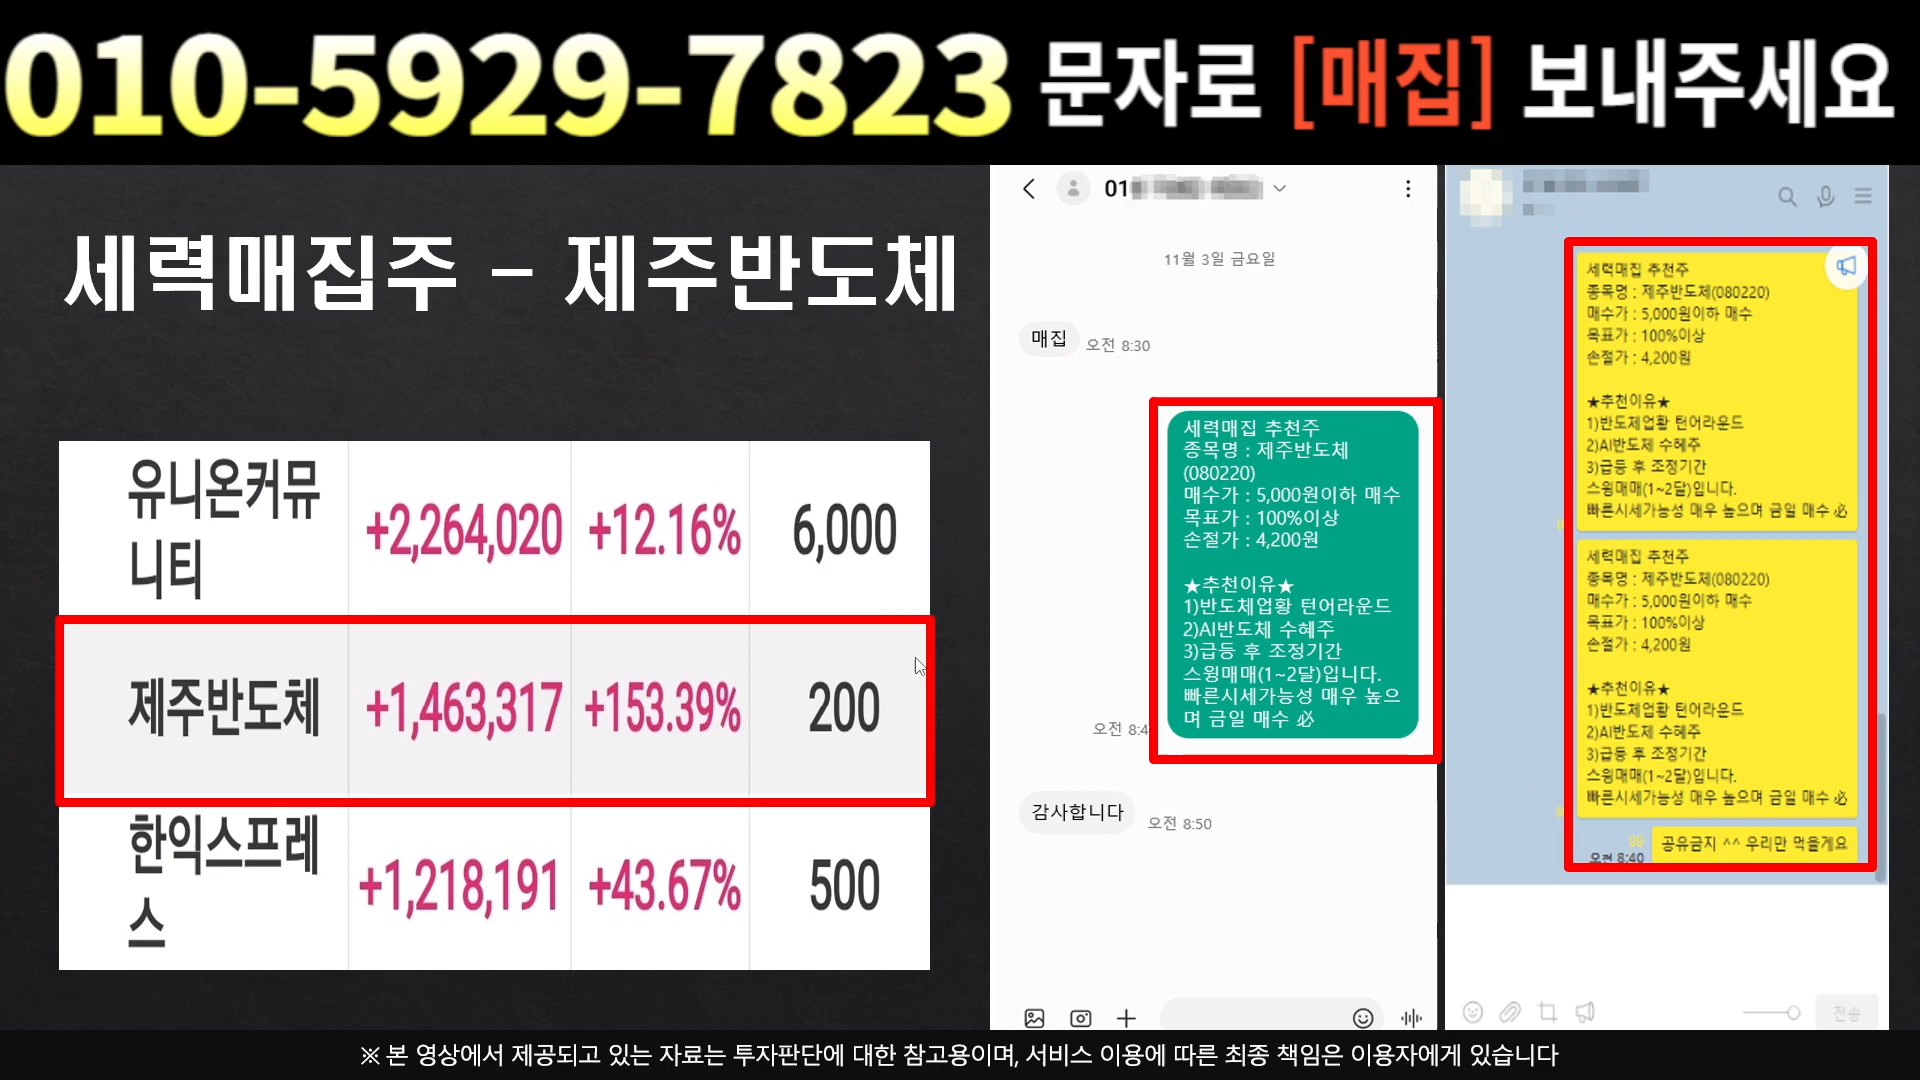 010-5929-7823 문자로 [매집] 보내주세요
세력매집주 - 제주반도체
유니온커뮤
니티
+2,264,020 +12.16% 6,000
제주반도체 +1,463,317 +153.39% 200
한익스프레
스
+1,218,191 +43.67% 500
01
11월 3일 금요일
매집 오전 8:30
세력매집 추천주
종목명 : 제주반도체
(080220)
매수가 : 5,000원이하 매수
목표가 : 100%이상
손절가 : 4,200원
★추천이유★
1)반도체업황 턴어라운드
2)AI반도체 수혜주
3)급등 후 조정기간
스윙매매(1~2달)입니다.
빠른시세가능성 매우 높으
며 금일 매수 必
오전 8:4
감사합니다 오전 8:50
세력매집 추천주
종목명 : 제주반도체(080220)
매수가 : 5,000원이하 매수
목표가 : 100%이상
손절가 : 4,200원
★추천이유★
1)반도체업황 턴어라운드
2)AI반도체 수혜주
3)급등 후 조정기간
스윙매매(1~2달)입니다.
빠른시세가능성 매우 높으며 금일 매수 必
세력매집 추천주
종목명 : 제주반도체(080220)
매수가 : 5,000원이하 매수
목표가 : 100%이상
손절가 : 4,200원
★추천이유★
1)반도체업황 턴어라운드
2)AI반도체 수혜주
3)급등 후 조정기간
스윙매매(1~2달)입니다.
빠른시세가능성 매우 높으며 금일 매수 必
오전 8:40 공유금지 ^^ 우리만 먹을게요
전송
※ 본 영상에서 제공되고 있는 자료는 투자판단에 대한 참고용이며, 서비스 이용에 따른 최종 책임은 이용자에게 있습니다